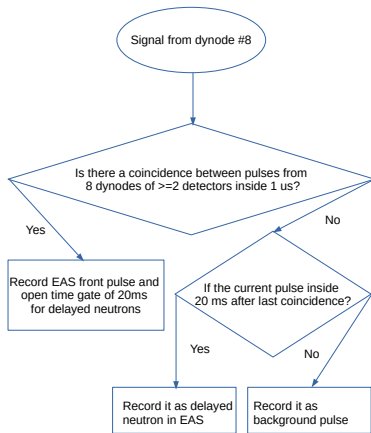 Signal from dynode #8
Is there a coincidence between pulses from
8 dynodes of >=2 detectors inside 1 us?
Yes
No
Record EAS front pulse and
open time gate of 20ms
for delayed neutrons
If the current pulse inside
20 ms after last coincidence?
Yes
No
Record it as delayed
neutron in EAS
Record it as
background pulse